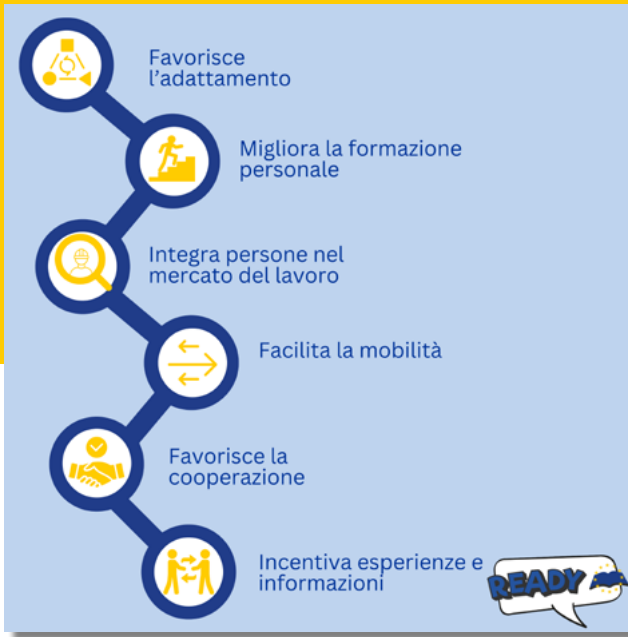 Favorisce
l'adattamento
Migliora la formazione
personale
Integra persone nel
mercato del lavoro
Facilita la mobilità
Favorisce la
cooperazione
Incentiva esperienze e
informazioni
READY